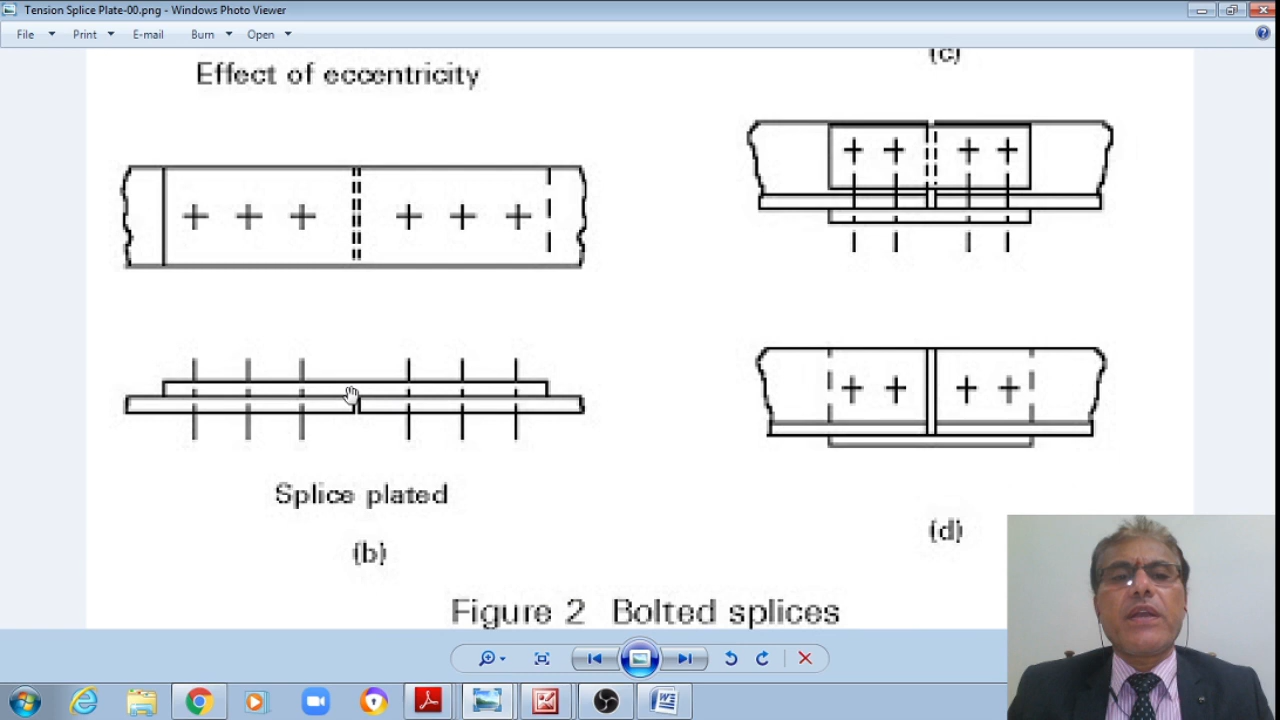 Tension Splice Plate-00.png - Windows Photo Viewer
File Print E-mail Burn Open
(c)
Effect of eccentricity
Splice plated
(b)
(d)
Figure 2 Bolted splices